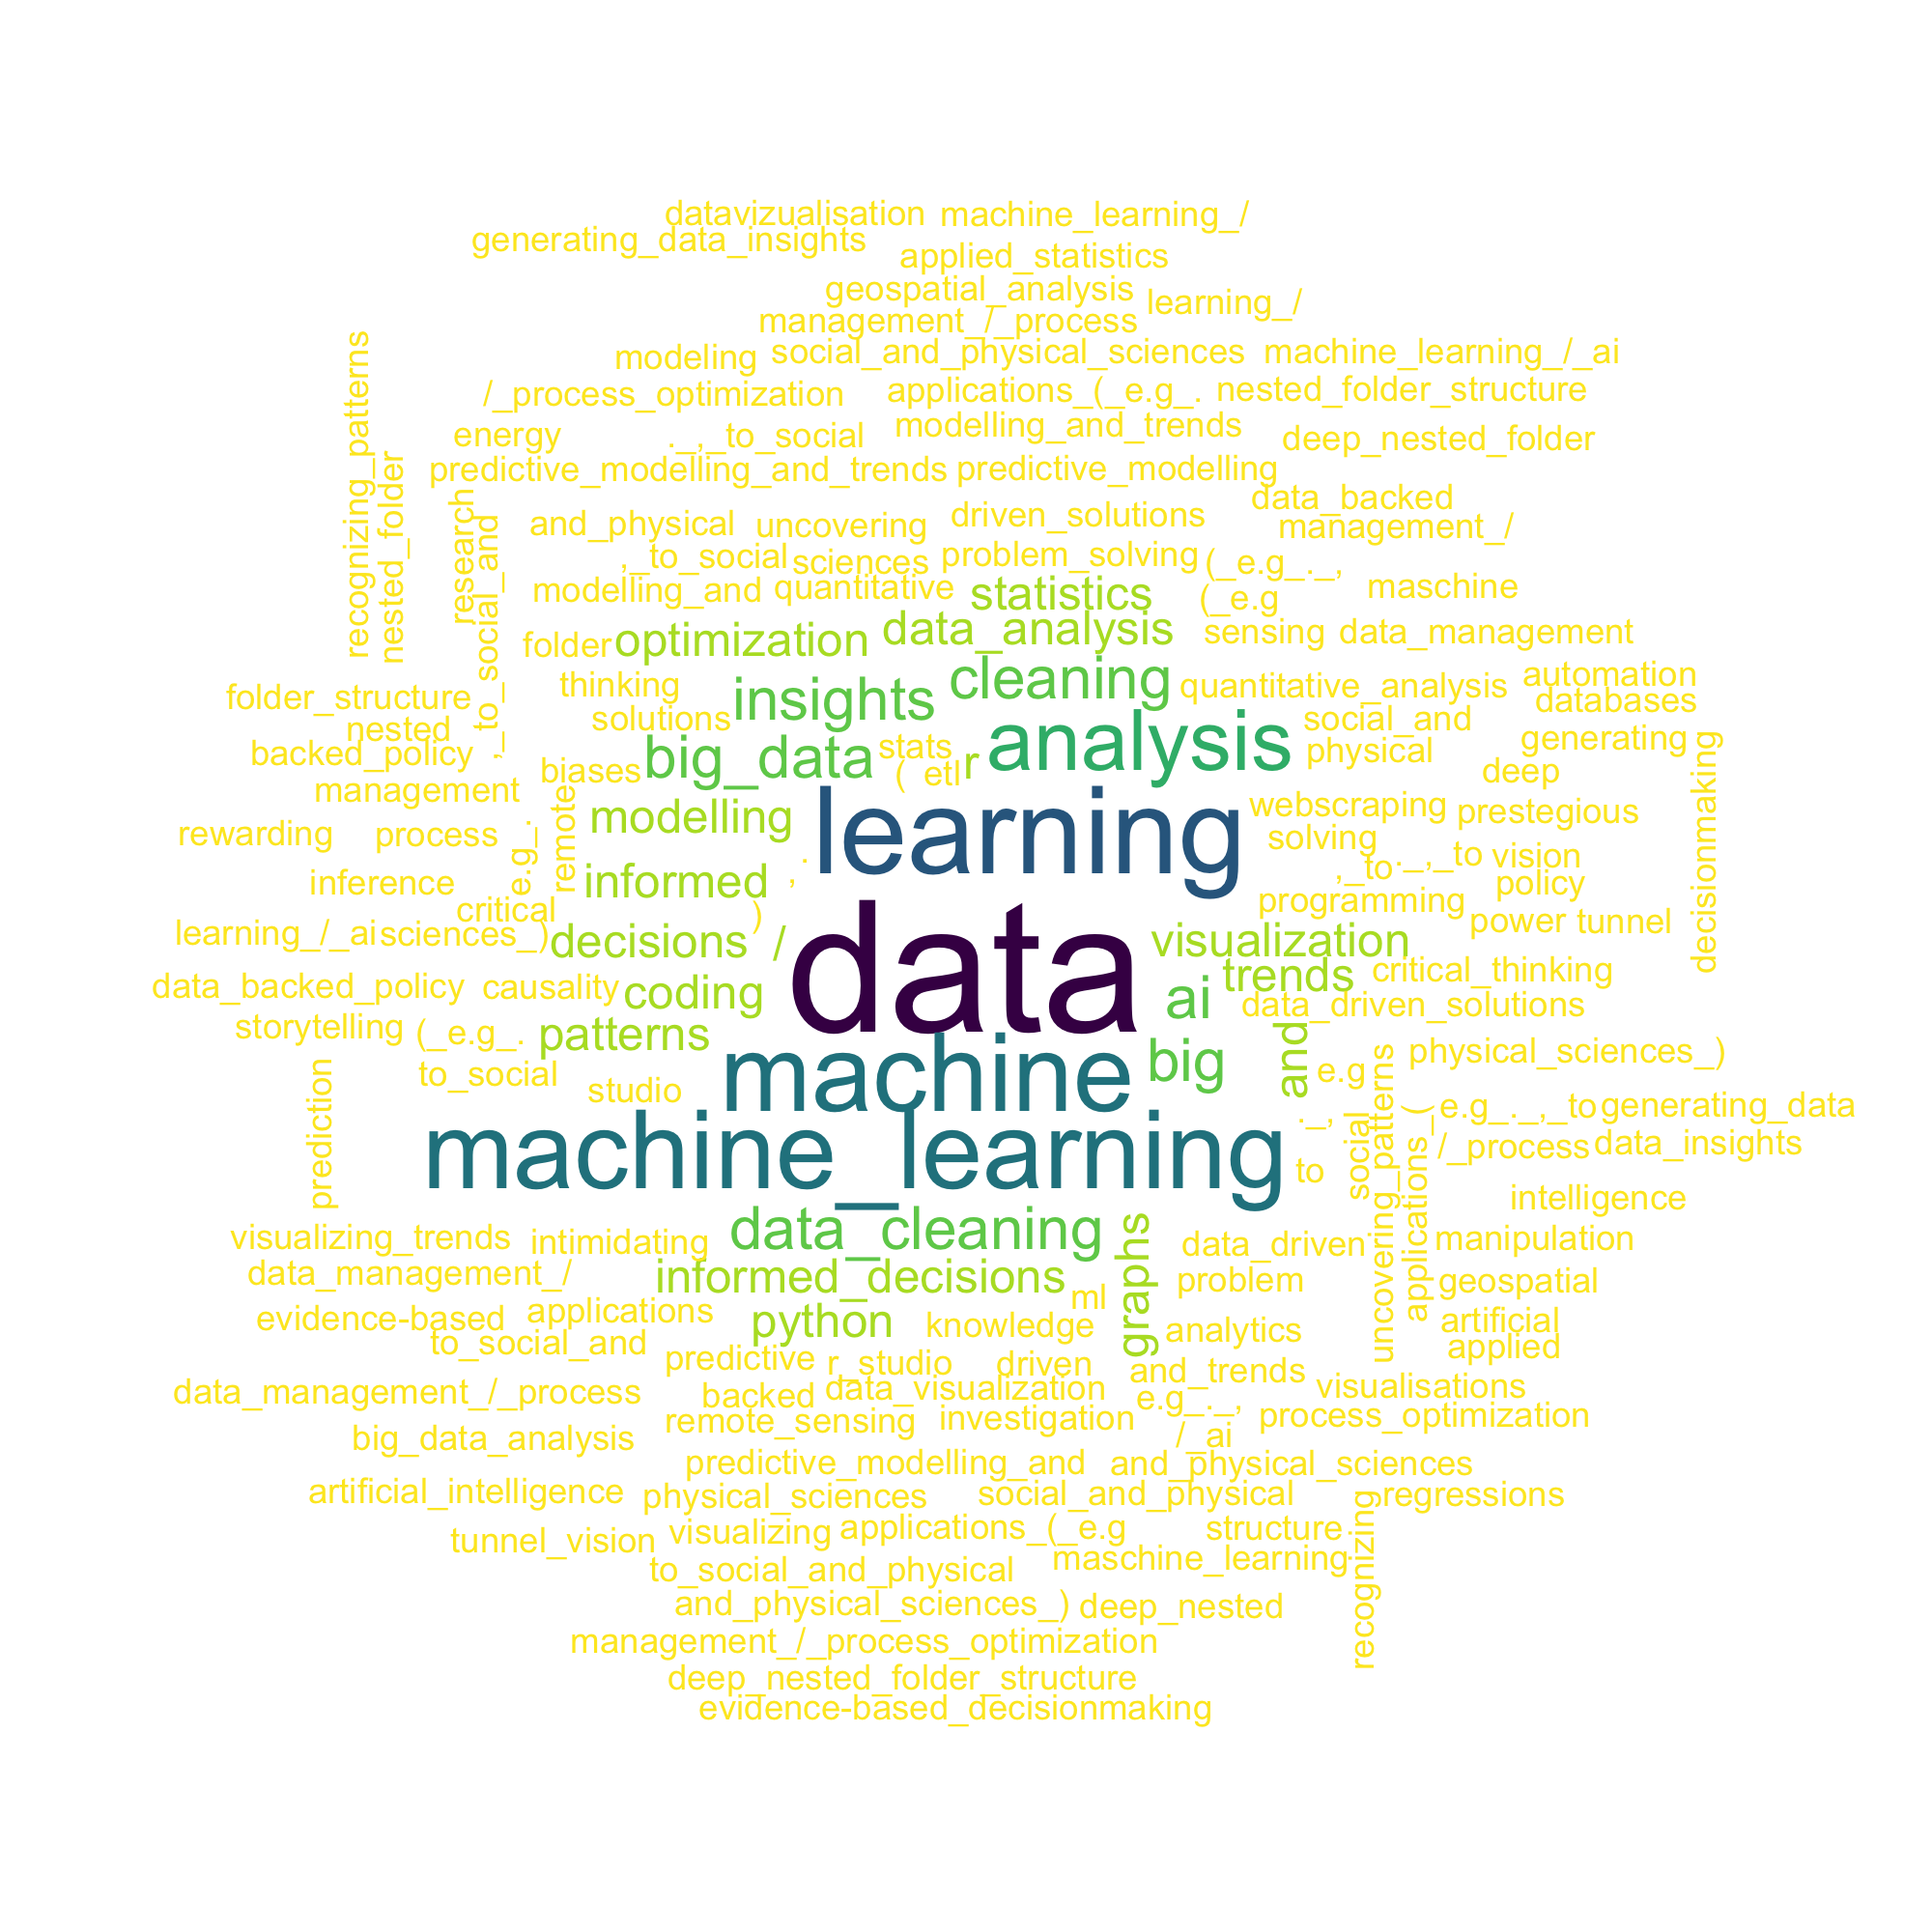 datavizualisation machine_learning_/
generating_data_insights
applied_statistics
geospatial_analysis
learning_/
management_/_process
modeling
social_and_physical_sciences
machine_learning_/_ai
/_process_optimization
applications_(_e.g_.
nested_folder_structure
energy
._,_to_social
modelling_and_trends
deep_nested_folder
recognizing_patterns
nested_folder
predictive_modelling_and_trends
predictive_modelling
research
,_to_social_and
data_backed
and_physical
uncovering
driven_solutions
management_/
,_to_social
sciences
problem_solving
(_e.g_._,
modelling_and
quantitative
statistics
(_e.g
maschine
folder
optimization
data_analysis
sensing
data_management
thinking
insights
cleaning
quantitative_analysis
automation
folder_structure
solutions
databases
nested
social_and
backed_policy
big_data
stats
r
analysis
physical
generating
biases
( etl
deep
decisionmaking
management
modelling
learning
webscraping
prestegious
remote
rewarding
process
e.g_.
solving
inference
informed
, .
,_to
._,_to
vision
policy
critical
)
programming
power
tunnel
learning_/_ai
sciences_)
decisions
/
data
visualization
trends
critical_thinking
data_backed_policy
causality
coding
ai
data_driven_solutions
storytelling
(_e.g_.
patterns
and
physical_sciences_)
to_social
studio
machine
big
e.g
prediction
._,
social
uncovering_patterns
applications_(
e.g_._,_to
generating_data
machine_learning
to
/_process
data_insights
intelligence
visualizing_trends
intimidating
data_cleaning
graphs
data_driven
manipulation
data_management_/
informed_decisions
ml
problem
geospatial
evidence-based
applications
python
knowledge
analytics
artificial
to_social_and
applied
predictive
r_studio
driven
and_trends
data_management_/_process
backed
data_visualization
e.g_._,
visualisations
remote_sensing
investigation
process_optimization
big_data_analysis
/_ai
predictive_modelling_and
and_physical_sciences
artificial_intelligence
physical_sciences
social_and_physical
regressions
tunnel_vision
visualizing
applications_(_e.g
structure
recognizing
to_social_and_physical
maschine_learning
and_physical_sciences_)
deep_nested
management_/_process_optimization
deep_nested_folder_structure
evidence-based_decisionmaking